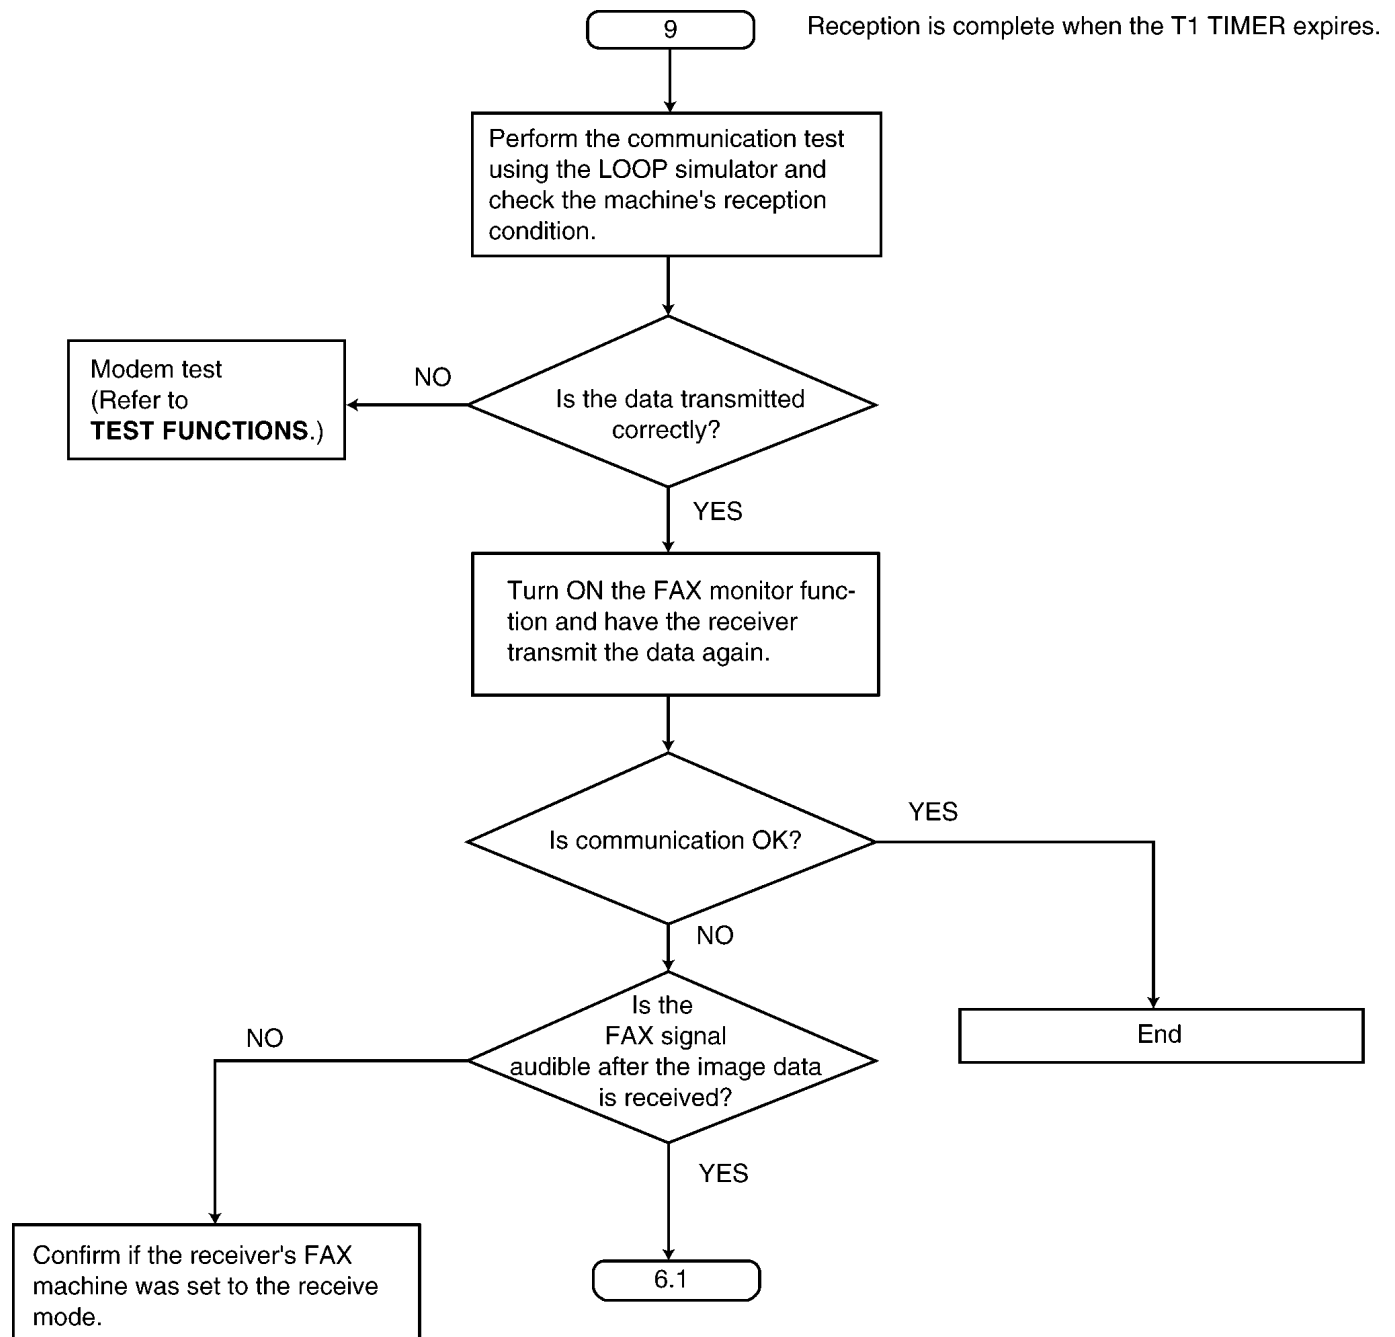 9
Reception is complete when the T1 TIMER expires.
Perform the communication test
using the LOOP simulator and
check the machine's reception
condition.
Modem test
(Refer to
TEST FUNCTIONS.)
NO
Is the data transmitted
correctly?
YES
Turn ON the FAX monitor func-
tion and have the receiver
transmit the data again.
Is communication OK?
YES
NO
Is the
FAX signal
audible after the image data
is received?
NO
End
YES
Confirm if the receiver's FAX
machine was set to the receive
mode.
6.1